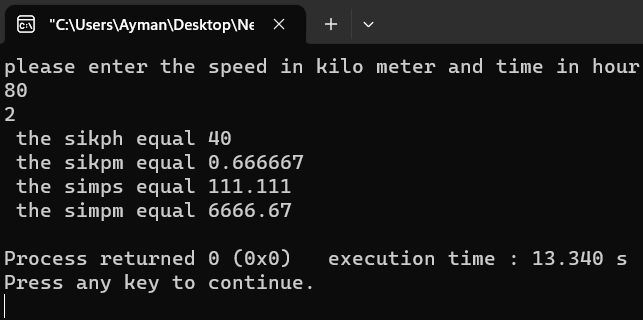 "C:\Users\Ayman\Desktop\Ne
please enter the speed in kilo meter and time in hour
80
2
the sikph equal 40
the sikpm equal 0.666667
the simps equal 111.111
the simpm equal 6666.67
Process returned 0 (0x0)   execution time : 13.340 s
Press any key to continue.